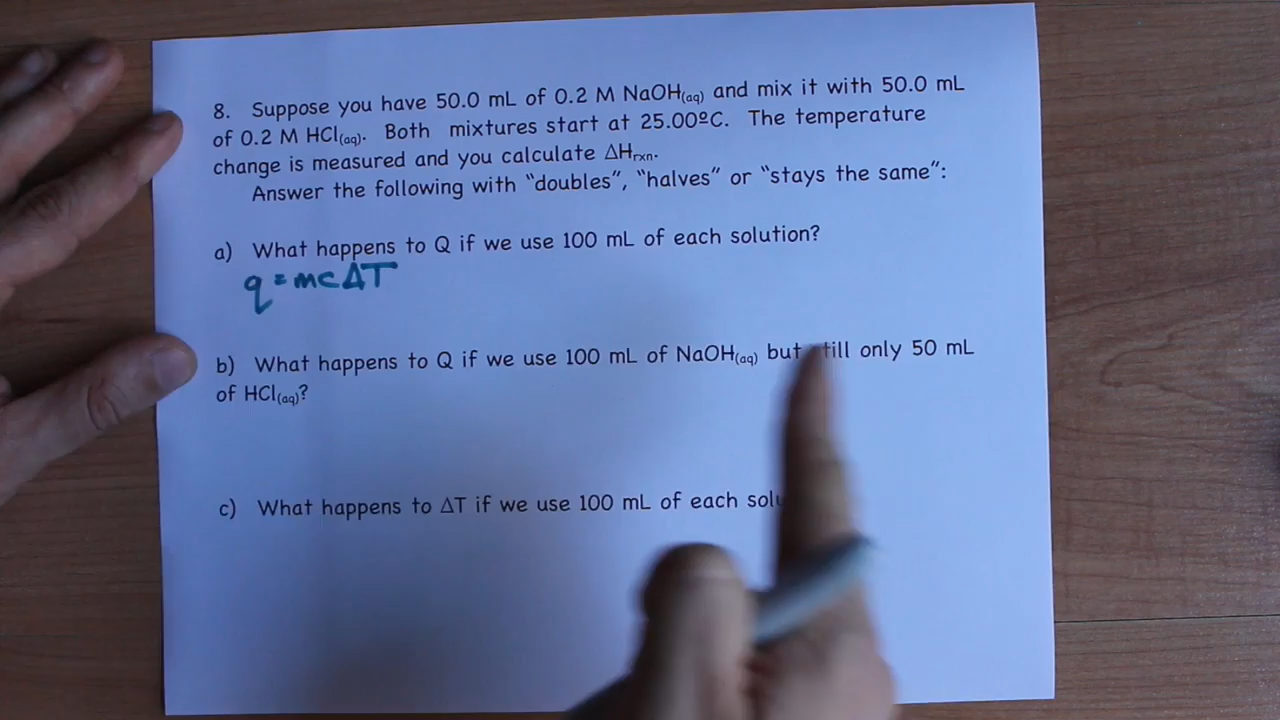 8. Suppose you have 50.0 mL of 0.2 M NaOH(aq) and mix it with 50.0 mL
of 0.2 M HCl(aq). Both mixtures start at 25.00ºC. The temperature
change is measured and you calculate ΔHrxn.
Answer the following with “doubles”, “halves” or “stays the same”:
a) What happens to Q if we use 100 mL of each solution?
q = mcΔT
b) What happens to Q if we use 100 mL of NaOH(aq) but still only 50 mL
of HCl(aq)?
c) What happens to ΔT if we use 100 mL of each